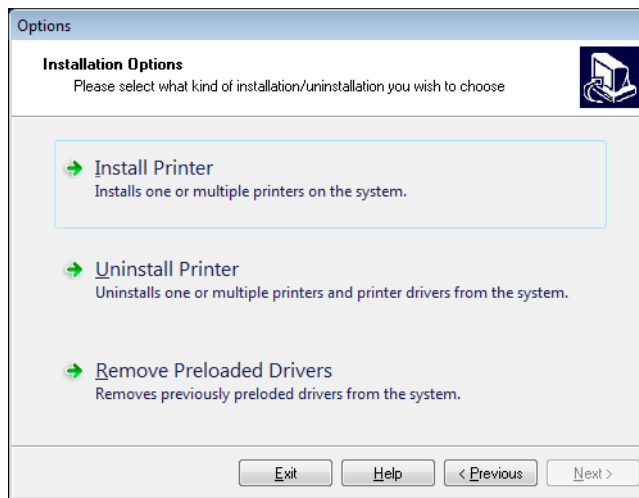 Options
Installation Options
Please select what kind of installation/uninstallation you wish to choose
Install Printer
Installs one or multiple printers on the system.
Uninstall Printer
Uninstalls one or multiple printers and printer drivers from the system.
Remove Preloaded Drivers
Removes previously preloded drivers from the system.
Exit Help < Previous Next >